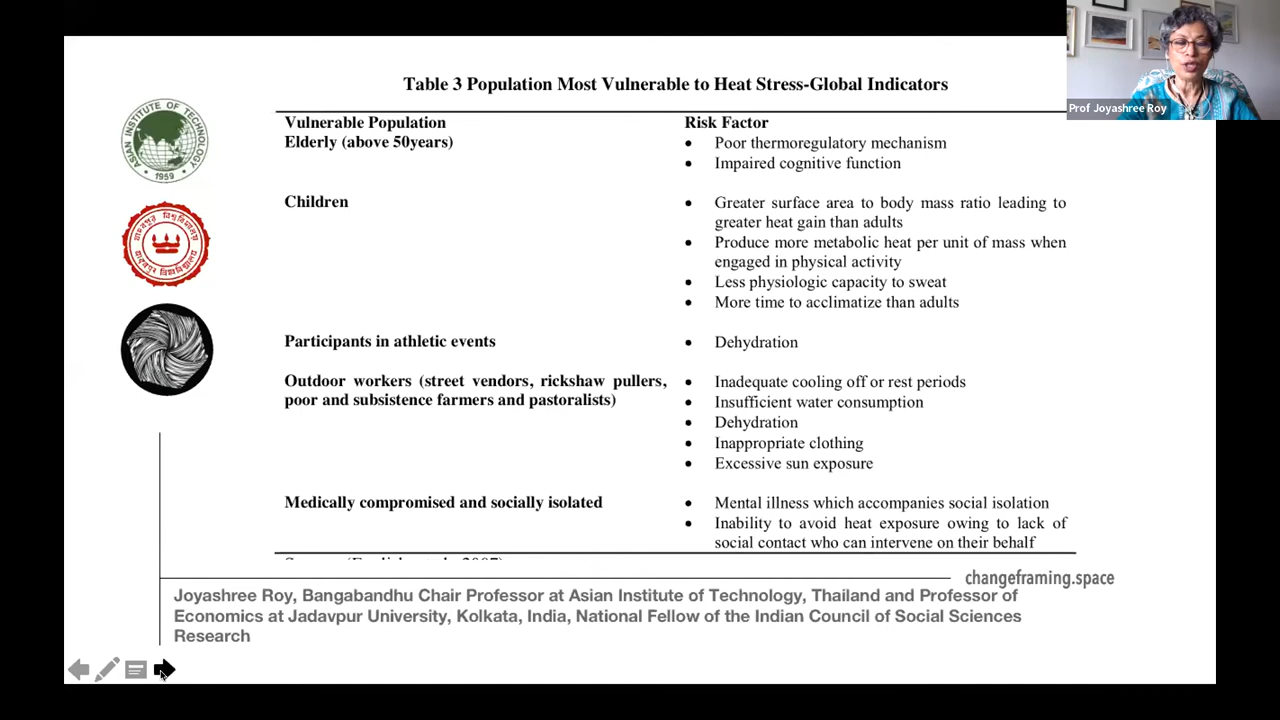 Table 3 Population Most Vulnerable to Heat Stress-Global Indicators
Prof Joyashree Roy
Vulnerable Population
Risk Factor
Elderly (above 50years)
• Poor thermoregulatory mechanism
• Impaired cognitive function
Children
• Greater surface area to body mass ratio leading to
greater heat gain than adults
• Produce more metabolic heat per unit of mass when
engaged in physical activity
• Less physiologic capacity to sweat
• More time to acclimatize than adults
Participants in athletic events
• Dehydration
Outdoor workers (street vendors, rickshaw pullers,
poor and subsistence farmers and pastoralists)
• Inadequate cooling off or rest periods
• Insufficient water consumption
• Dehydration
• Inappropriate clothing
• Excessive sun exposure
Medically compromised and socially isolated
• Mental illness which accompanies social isolation
• Inability to avoid heat exposure owing to lack of
social contact who can intervene on their behalf
ASIAN INSTITUTE OF TECHNOLOGY
1959
changeframing.space
Joyashree Roy, Bangabandhu Chair Professor at Asian Institute of Technology, Thailand and Professor of
Economics at Jadavpur University, Kolkata, India, National Fellow of the Indian Council of Social Sciences
Research